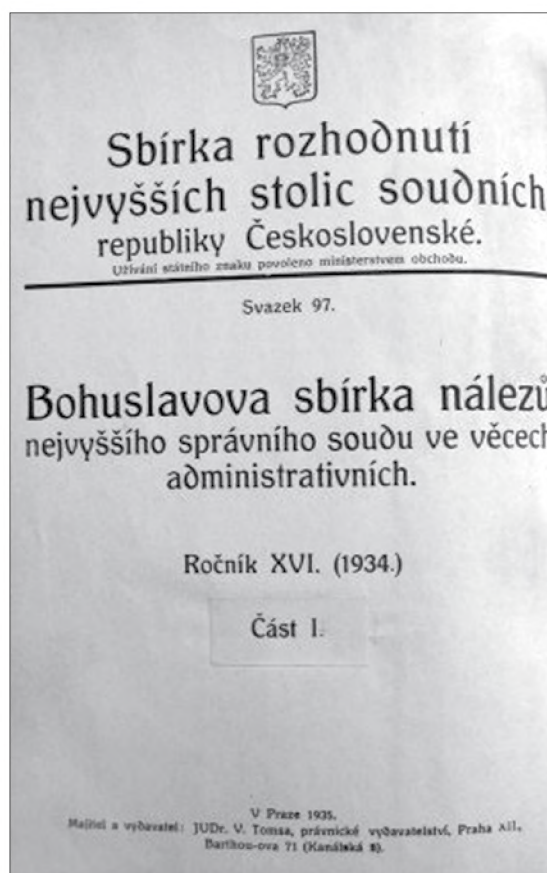 Sbírka rozhodnutí
nejvyšších stolic soudních
republiky Československé.
Užívání státního znaku povoleno ministerstvem obchodu.
Svazek 97.
Bohuslavova sbírka nálezů
nejvyššího správního soudu ve věcech
administrativních.
Ročník XVI. (1934.)
Část I.
V Praze 1935.
Majitel a vydavatel: JUDr. V. Tomsa, právnické vydavatelství, Praha XII,
Barthou-ova 71 (Kanálská 8).